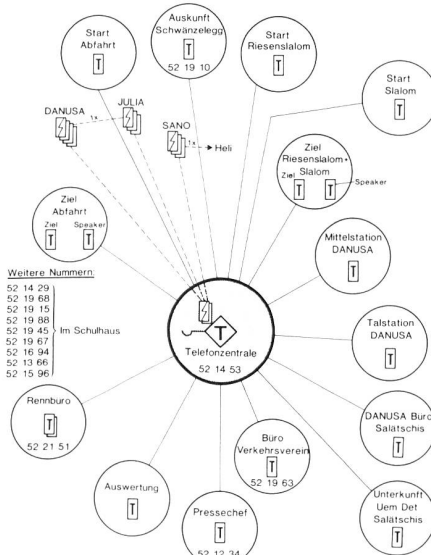 Start
Abfahrt
T
Auskunft
Schwänzelegg
T
52 19 10
Start
Riesenslalom
T
Start
Slalom
T
DANUSA
1x
JULIA
SANO
1x
Heli
Ziel
Riesenslalom+
Slalom
Ziel
T
T
Speaker
Ziel
Abfahrt
Ziel
Speaker
T
T
Mittelstation
DANUSA
T
Weitere Nummern:
52 14 29
52 19 68
52 19 15
52 19 88
52 19 45
52 19 67
52 16 94
52 13 66
52 15 96
Im Schulhaus
T
Telefonzentrale
52 14 53
Talstation
DANUSA
T
DANUSA Büro
Salätschis
T
Rennbüro
T
52 21 51
Büro
Verkehrsverein
T
52 19 63
Auswertung
T
Pressechef
T
52 12 34
Unterkunft
Uem Det
Salätschis
T